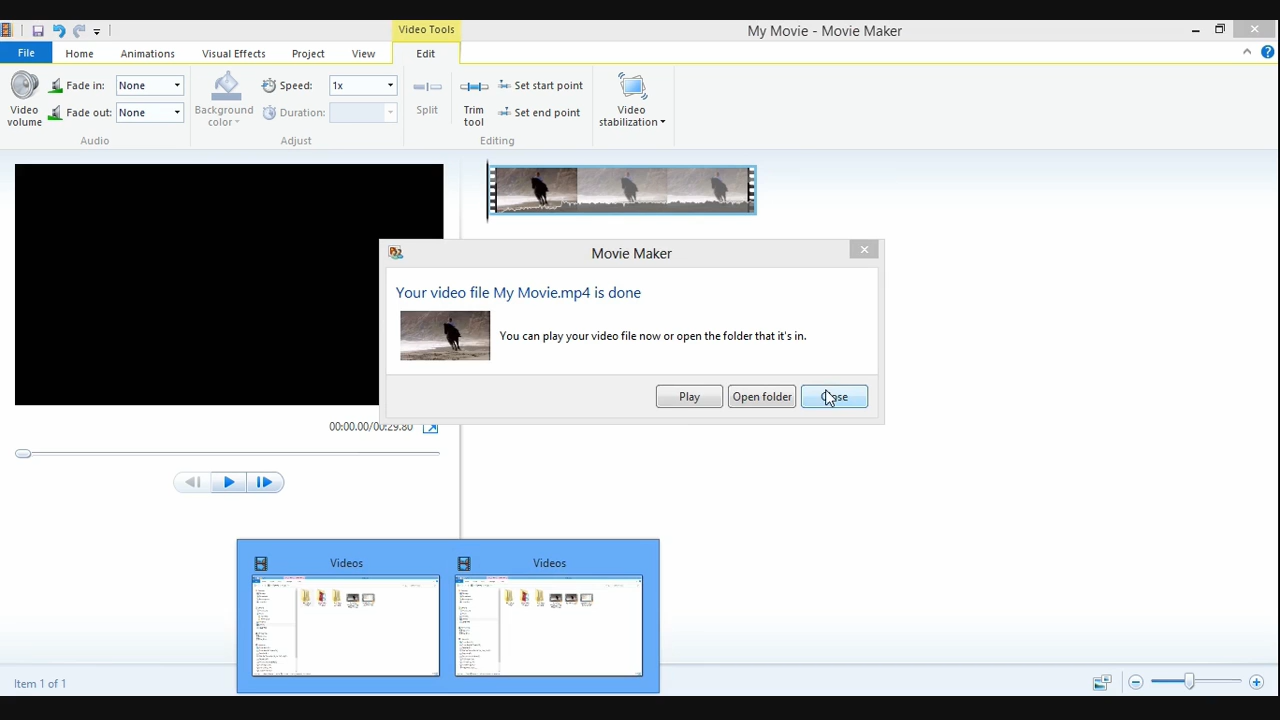 Video Tools
My Movie - Movie Maker
File
Home
Animations
Visual Effects
Project
View
Edit
Video volume
Fade in:
None
Fade out:
None
Audio
Background color
Speed:
1x
Duration:
Adjust
Split
Trim tool
Set start point
Set end point
Editing
Video stabilization
Movie Maker
Your video file My Movie.mp4 is done
You can play your video file now or open the folder that it's in.
Play
Open folder
Close
00:00.00/00:29.80
Videos
Videos
Item 1 of 1